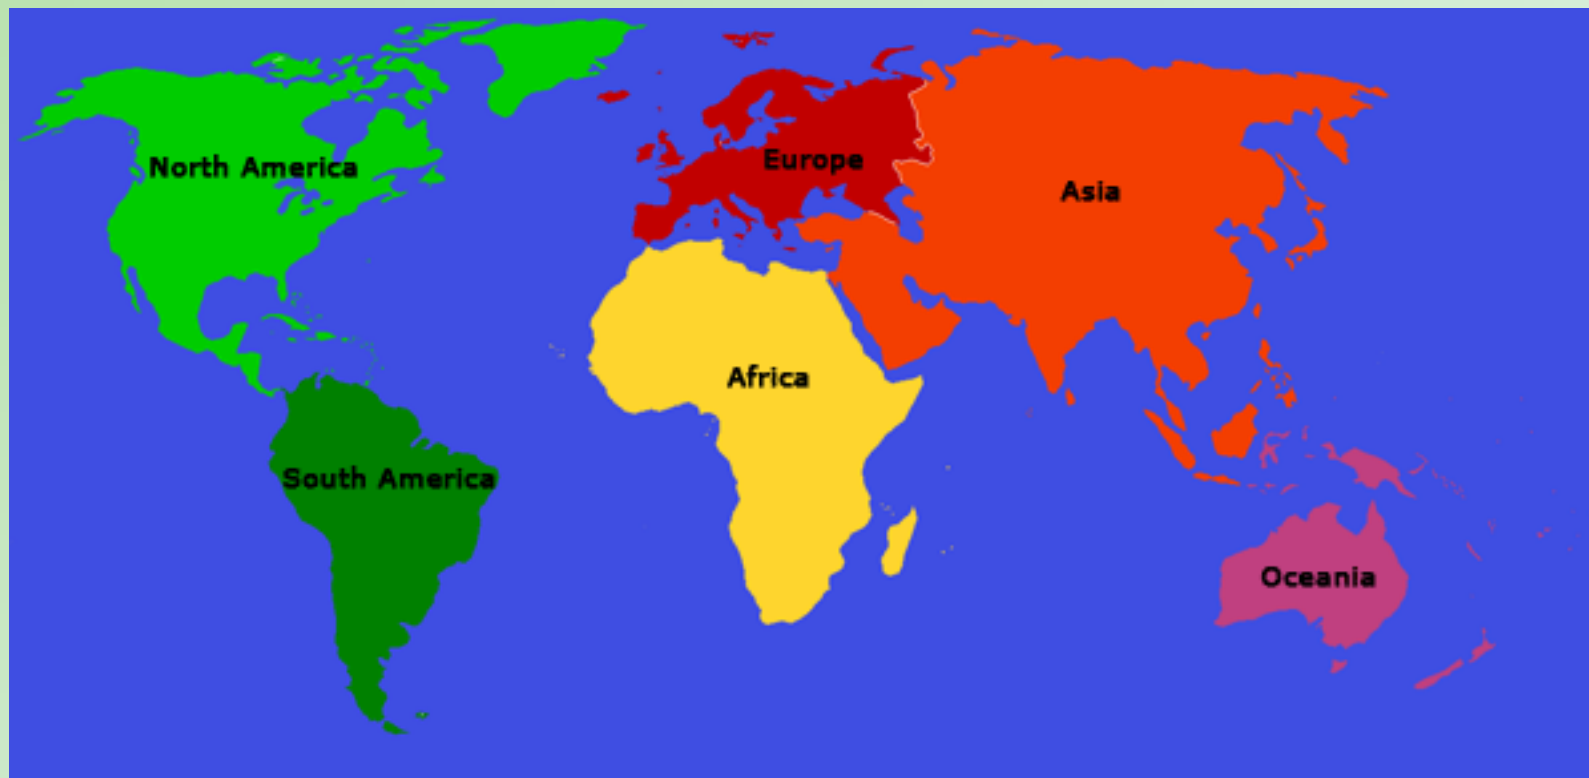 North America
Europe
Asia
Africa
South America
Oceania